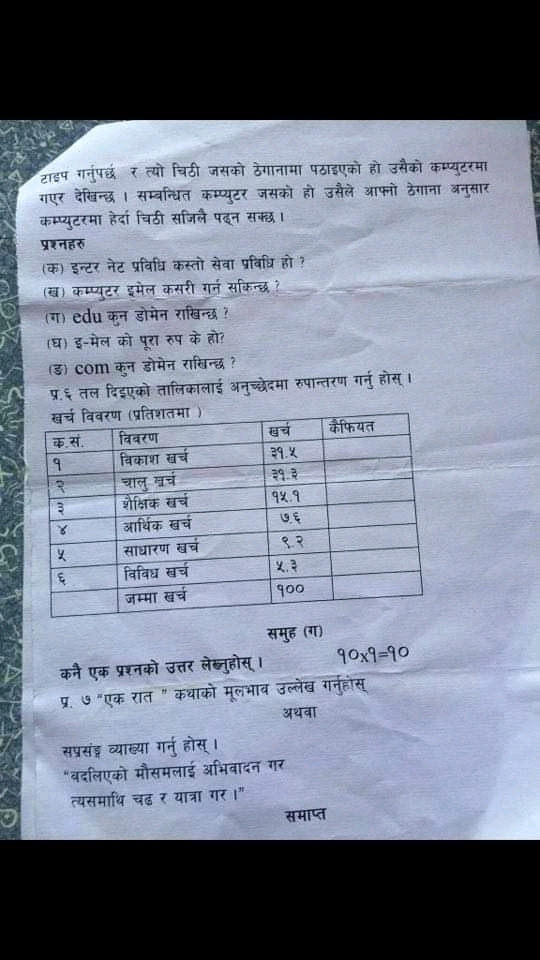 टाइप गर्नुपर्छ र त्यो चिठी जसको ठेगानामा पठाइएको हो उसैको कम्प्युटरमा
गएर देखिन्छ । सम्बन्धित कम्प्युटर जसको हो उसैले आफ्नो ठेगाना अनुसार
कम्प्युटरमा हेर्दा चिठी सजिलै पढ्न सक्छ ।
प्रश्नहरु
(क) इन्टर नेट प्रविधि कस्तो सेवा प्रविधि हो ?
(ख) कम्प्युटर इमेल कसरी गर्न सकिन्छ ?
(ग) edu कुन डोमेन राखिन्छ ?
(घ) इ-मेल को पूरा रुप के हो?
(ङ) com कुन डोमेन राखिन्छ ?
प्र.६ तल दिइएको तालिकालाई अनुच्छेदमा रुपान्तरण गर्नु होस् ।
खर्च विवरण (प्रतिशतमा )
क.सं. विवरण खर्च कैफियत
१ विकाश खर्च ३१.५
२ चालु खर्च ३१.३
३ शैक्षिक खर्च १५.१
४ आर्थिक खर्च ७.६
५ साधारण खर्च ९.२
६ विविध खर्च ५.३
जम्मा खर्च १००
समुह (ग)
कनै एक प्रश्नको उत्तर लेख्नुहोस् । १०x१=१०
प्र. ७ "एक रात " कथाको मूलभाव उल्लेख गर्नुहोस्
अथवा
सप्रसङ्ग व्याख्या गर्नु होस् ।
"बदलिएको मौसमलाई अभिवादन गर
त्यसमाथि चढ र यात्रा गर ।"
समाप्त